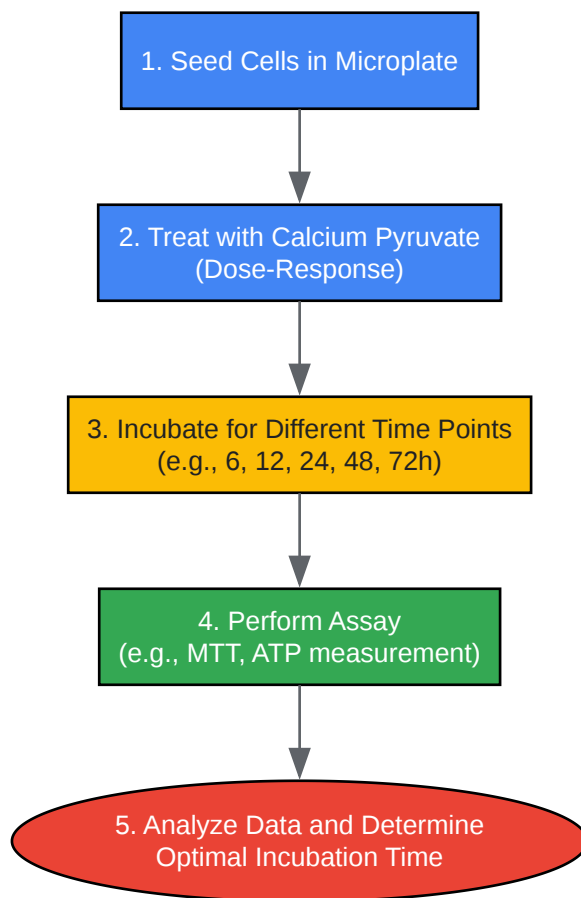 1. Seed Cells in Microplate
2. Treat with Calcium Pyruvate
(Dose-Response)
3. Incubate for Different Time Points
(e.g., 6, 12, 24, 48, 72h)
4. Perform Assay
(e.g., MTT, ATP measurement)
5. Analyze Data and Determine
Optimal Incubation Time